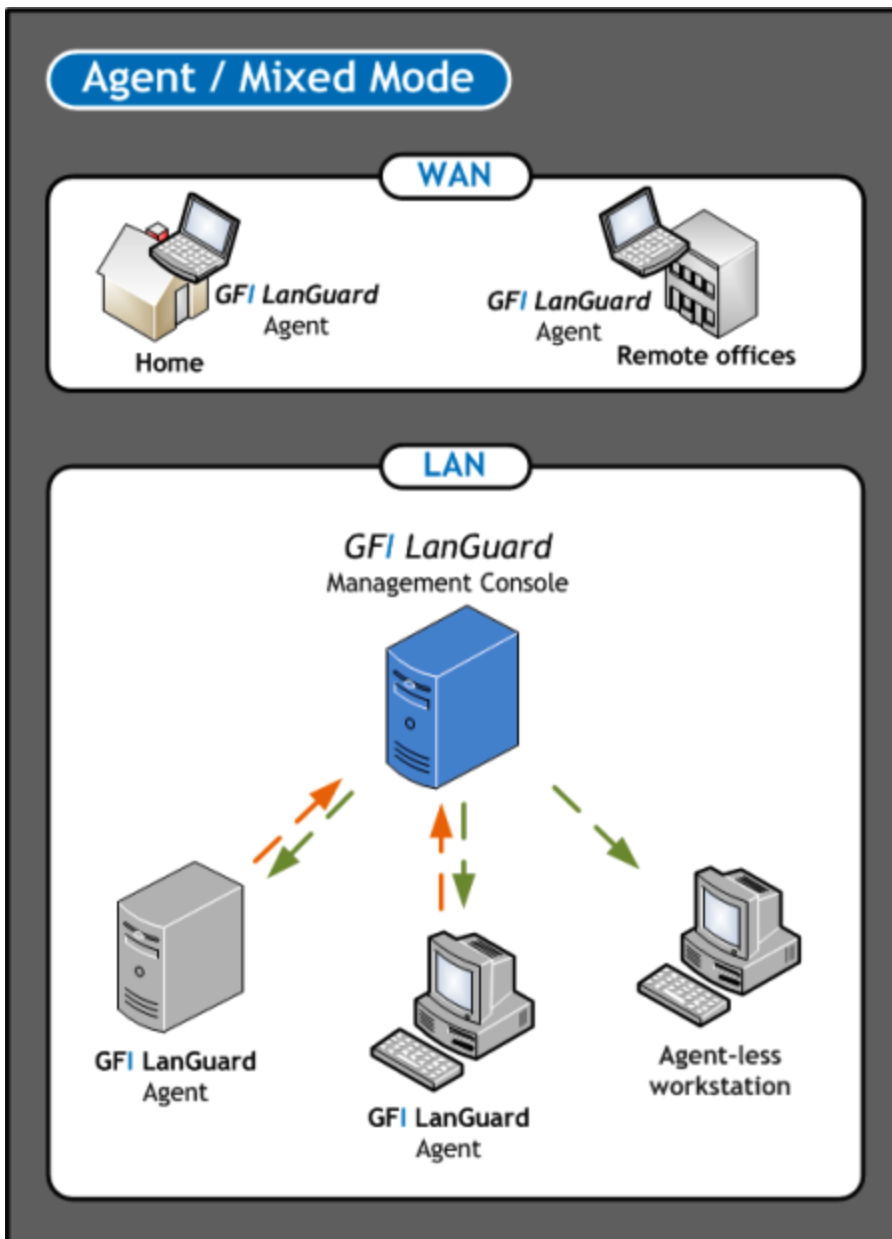 Agent / Mixed Mode
WAN
GFI LanGuard
Agent
Home
GFI LanGuard
Agent
Remote offices
LAN
GFI LanGuard
Management Console
GFI LanGuard
Agent
GFI LanGuard
Agent
Agent-less
workstation